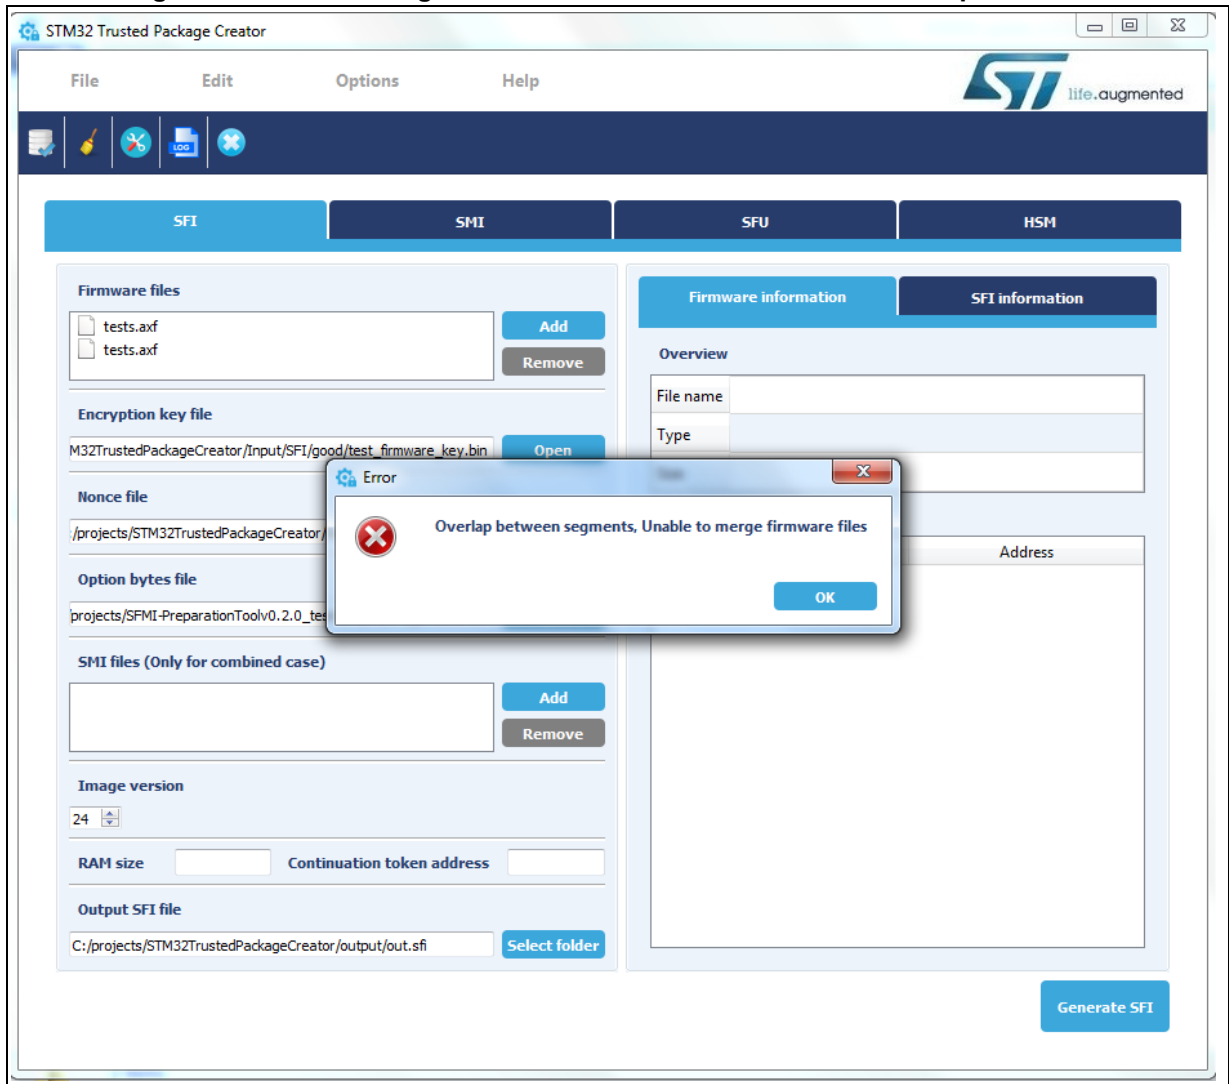 STM32 Trusted Package Creator
File Edit Options Help
life.augmented
LOG
SFI SMI SFU HSM
Firmware files
tests.axf
tests.axf
Add
Remove
Encryption key file
M32TrustedPackageCreator/Input/SFI/good/test_firmware_key.bin
Open
Nonce file
:/projects/STM32TrustedPackageCreator/
Option bytes file
projects/SFMI-PreparationToolv0.2.0_tes
SMI files (Only for combined case)
Add
Remove
Image version
24
RAM size Continuation token address
Output SFI file
C:/projects/STM32TrustedPackageCreator/output/out.sfi
Select folder
Firmware information SFI information
Overview
File name
Type
Address
Error
Overlap between segments, Unable to merge firmware files
OK
Generate SFI